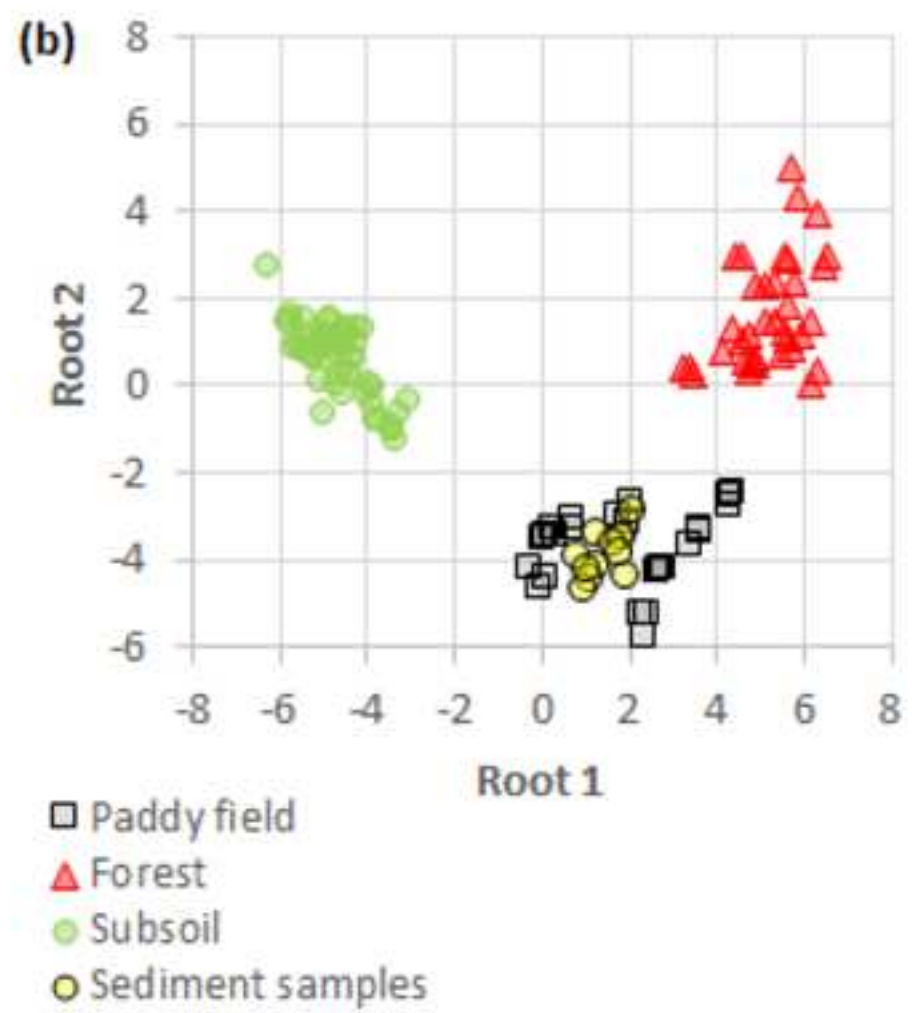 (b)
8
6
4
2
0
-2
-4
-6
Root 2
-8 -6 -4 -2 0 2 4 6 8
Root 1
Paddy field
Forest
Subsoil
Sediment samples